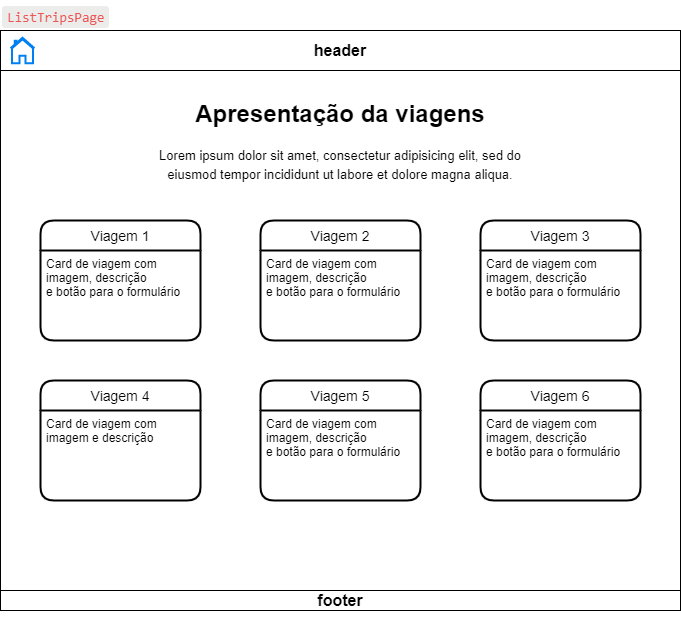 ListTripsPage
header
Apresentação da viagens
Lorem ipsum dolor sit amet, consectetur adipisicing elit, sed do
eiusmod tempor incididunt ut labore et dolore magna aliqua.
Viagem 1
Card de viagem com
imagem, descrição
e botão para o formulário
Viagem 2
Card de viagem com
imagem, descrição
e botão para o formulário
Viagem 3
Card de viagem com
imagem, descrição
e botão para o formulário
Viagem 4
Card de viagem com
imagem e descrição
Viagem 5
Card de viagem com
imagem, descrição
e botão para o formulário
Viagem 6
Card de viagem com
imagem, descrição
e botão para o formulário
footer